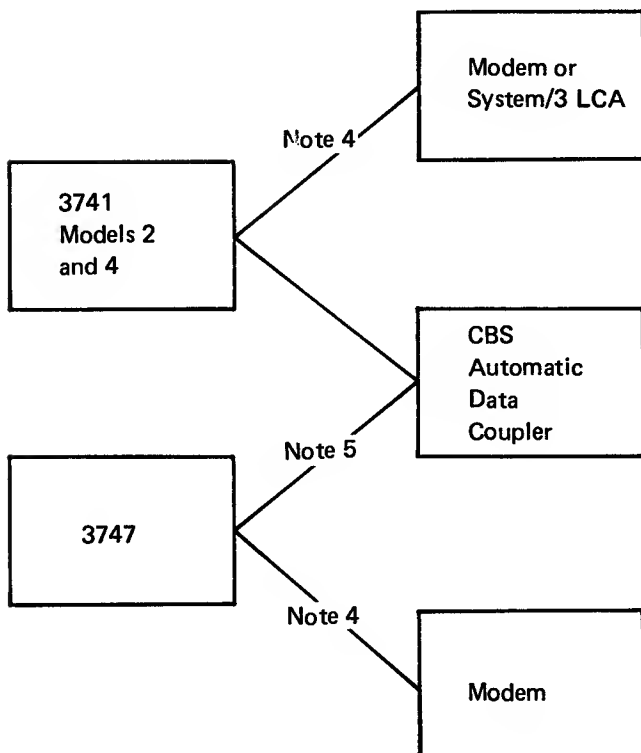 Modem or
System/3 LCA
Note 4
3741
Models 2
and 4
CBS
Automatic
Data
Coupler
Note 5
3747
Note 4
Modem